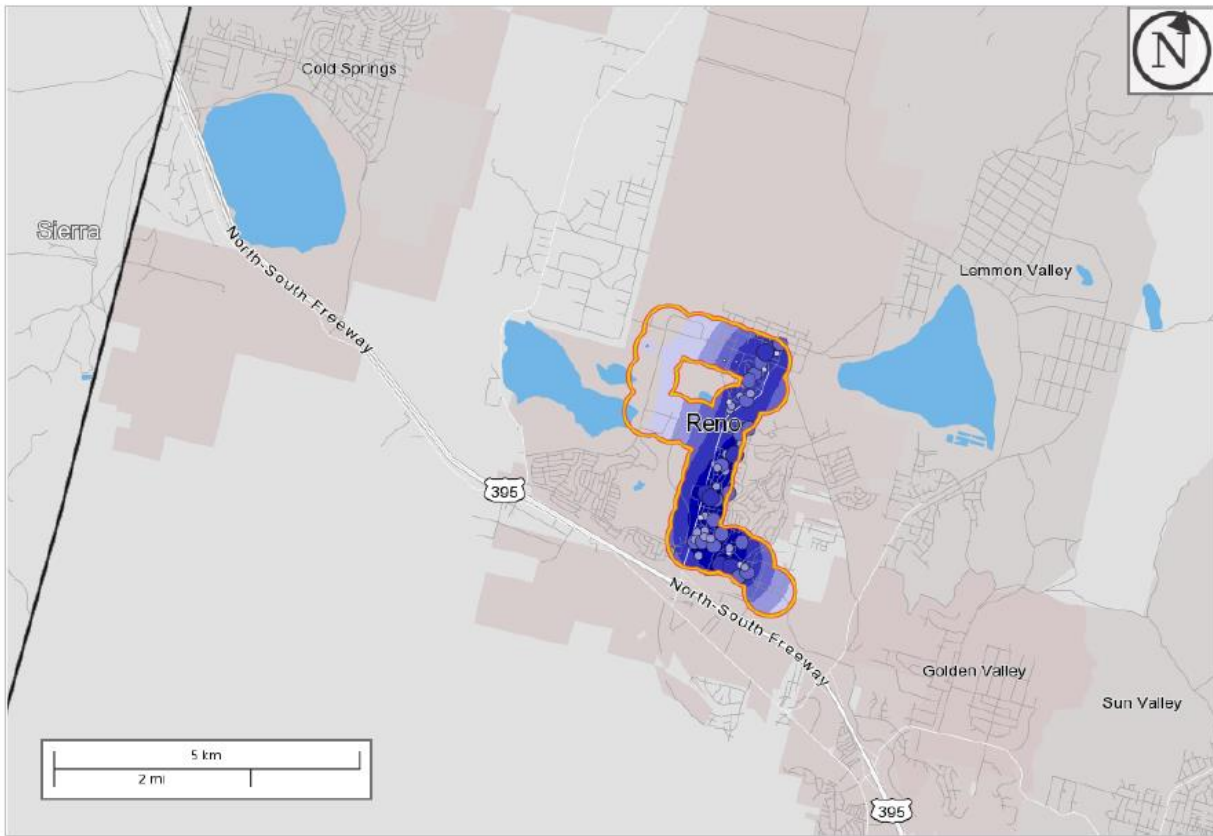 N
Cold Springs
Sierra
North-South Freeway
Lemmon Valley
Reno
395
North-South Freeway
Golden Valley
Sun Valley
5 km
2 mi
395